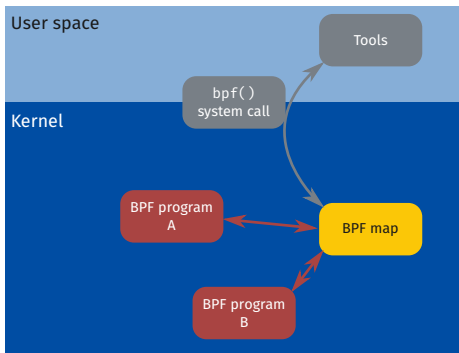 User space
Tools
bpf()
system call
Kernel
BPF program
A
BPF map
BPF program
B